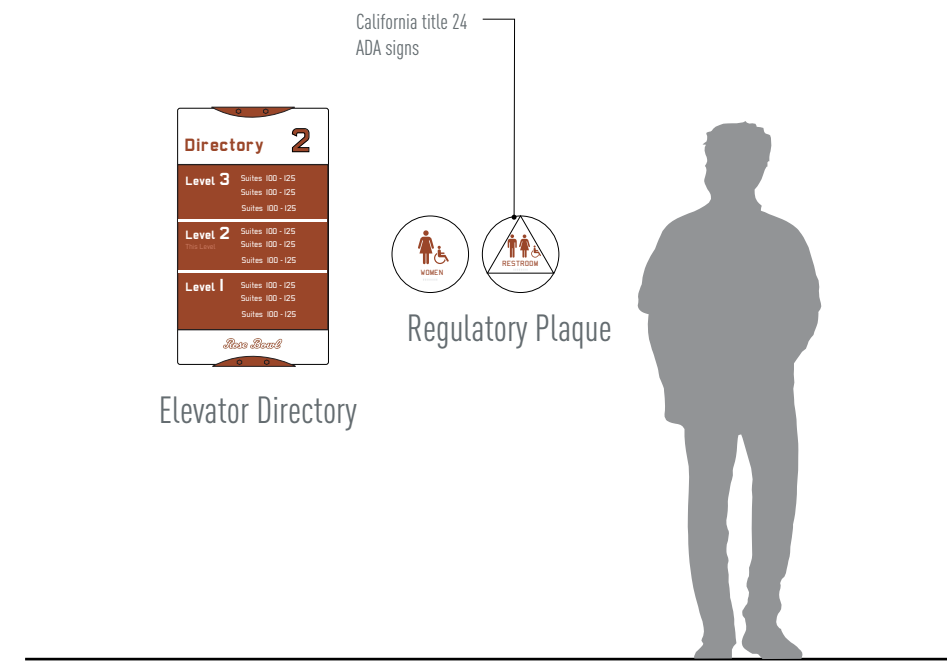 California title 24
ADA signs
Directory 2
Level 3
Suites 100 - 125
Suites 100 - 125
Suites 100 - 125
Level 2
This Level
Suites 100 - 125
Suites 100 - 125
Suites 100 - 125
Level 1
Suites 100 - 125
Suites 100 - 125
Suites 100 - 125
Rose Bowl
WOMEN
RESTROOM
Regulatory Plaque
Elevator Directory